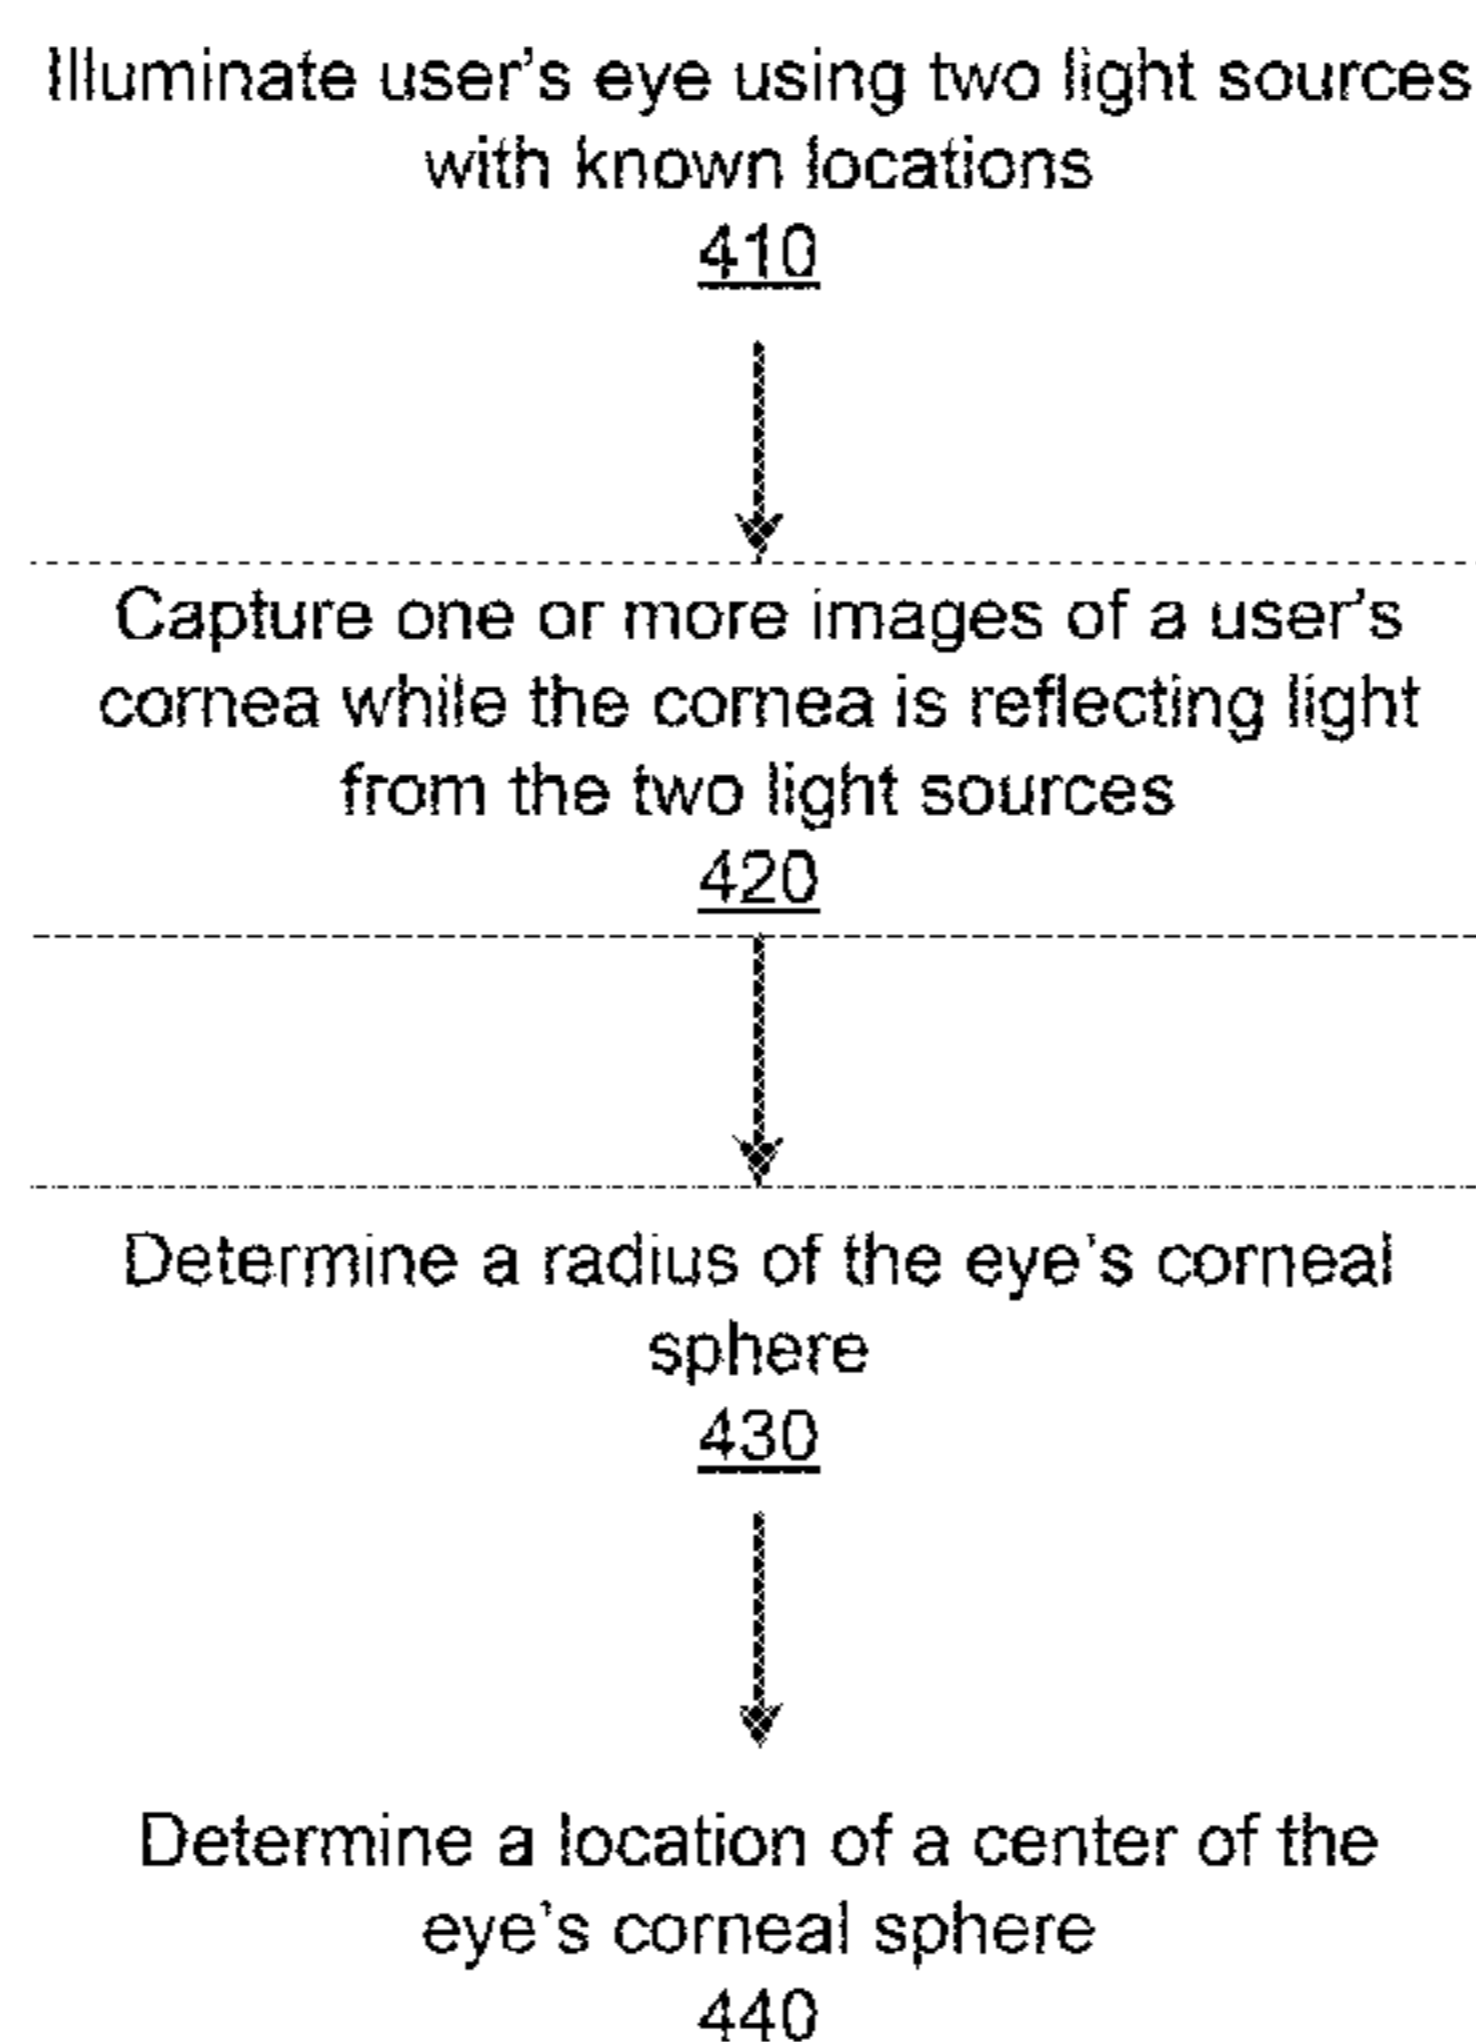 Illuminate user's eye using two light sources
with known locations
410
Capture one or more images of a user's
cornea while the cornea is reflecting light
from the two light sources
420
Determine a radius of the eye's corneal
sphere
430
Determine a location of a center of the
eye's corneal sphere
440